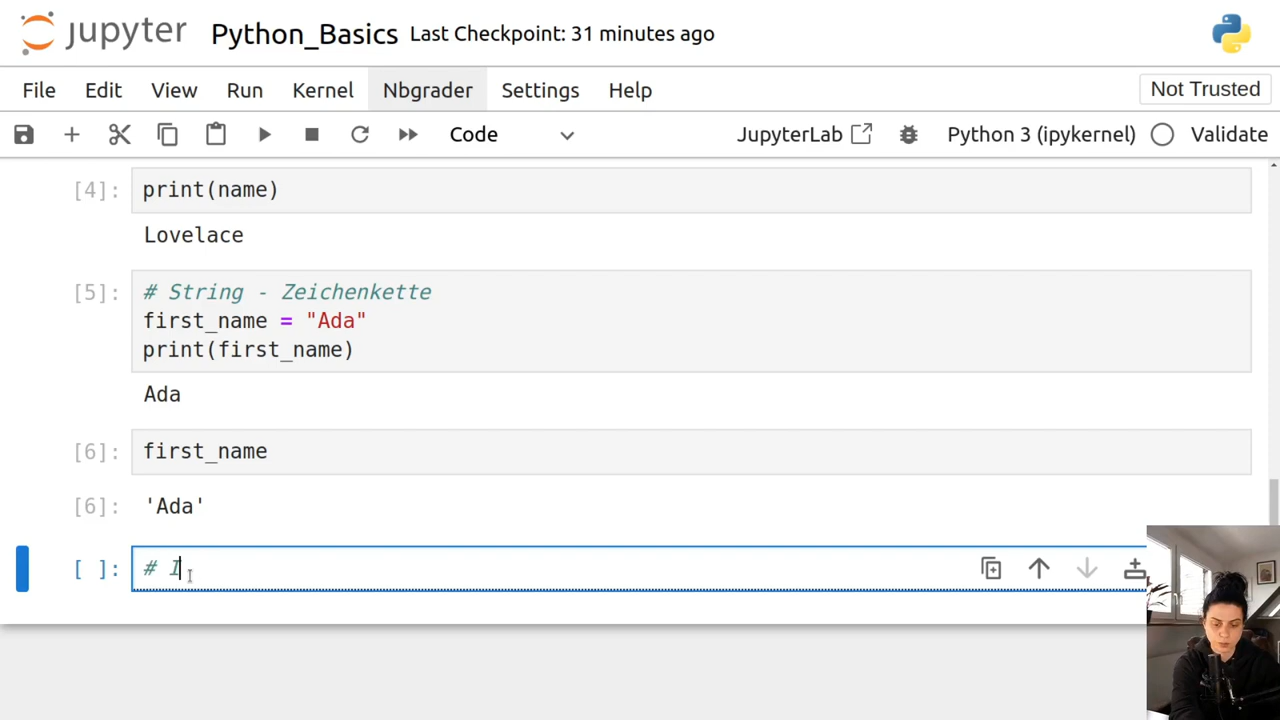 jupyter Python_Basics Last Checkpoint: 31 minutes ago
File Edit View Run Kernel Nbgrader Settings Help Not Trusted
Code JupyterLab Python 3 (ipykernel) Validate
[4]: print(name)
Lovelace
[5]: # String - Zeichenkette
first_name = "Ada"
print(first_name)
Ada
[6]: first_name
[6]: 'Ada'
[ ]: # I